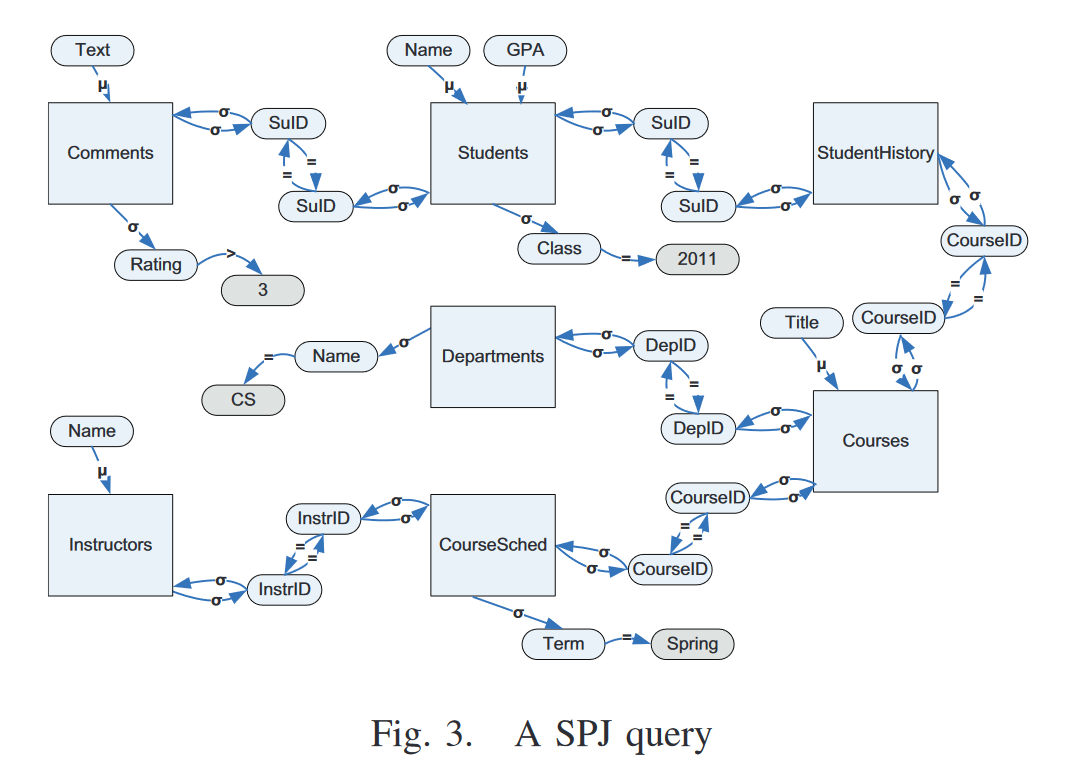 Text
Name
GPA
μ
μ
μ
Comments
σ
σ
SuID
=
=
SuID
σ
σ
Students
σ
σ
SuID
=
=
SuID
σ
σ
StudentHistory
σ
σ
CourseID
=
=
CourseID
σ
σ
σ
Rating
>
3
σ
Class
=
2011
Title
μ
Courses
Departments
σ
Name
=
CS
σ
σ
DepID
=
=
DepID
σ
σ
Name
μ
Instructors
σ
σ
InstrID
=
=
InstrID
σ
σ
CourseSched
σ
σ
CourseID
=
=
CourseID
σ
σ
σ
Term
=
Spring
Fig. 3. A SPJ query